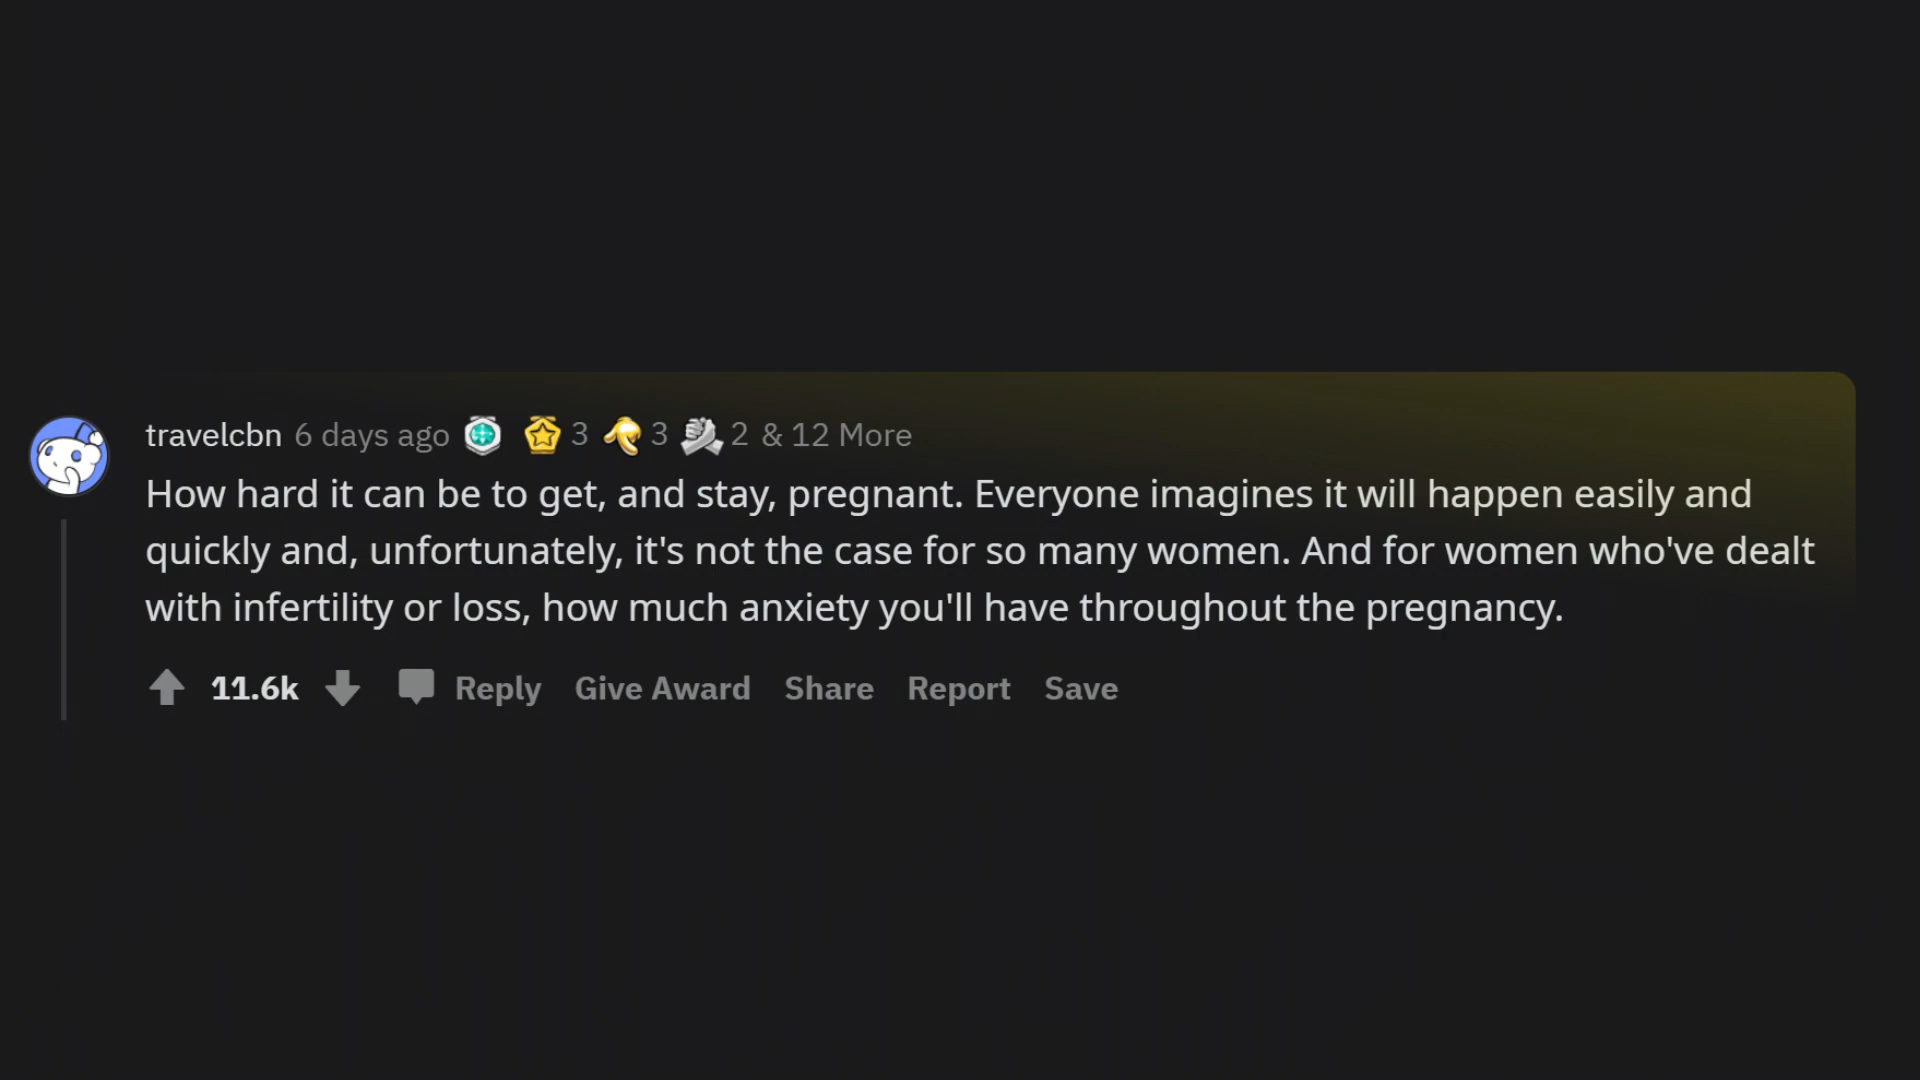 travelcbn 6 days ago 3 3 2 & 12 More
How hard it can be to get, and stay, pregnant. Everyone imagines it will happen easily and
quickly and, unfortunately, it's not the case for so many women. And for women who've dealt
with infertility or loss, how much anxiety you'll have throughout the pregnancy.
11.6k Reply Give Award Share Report Save